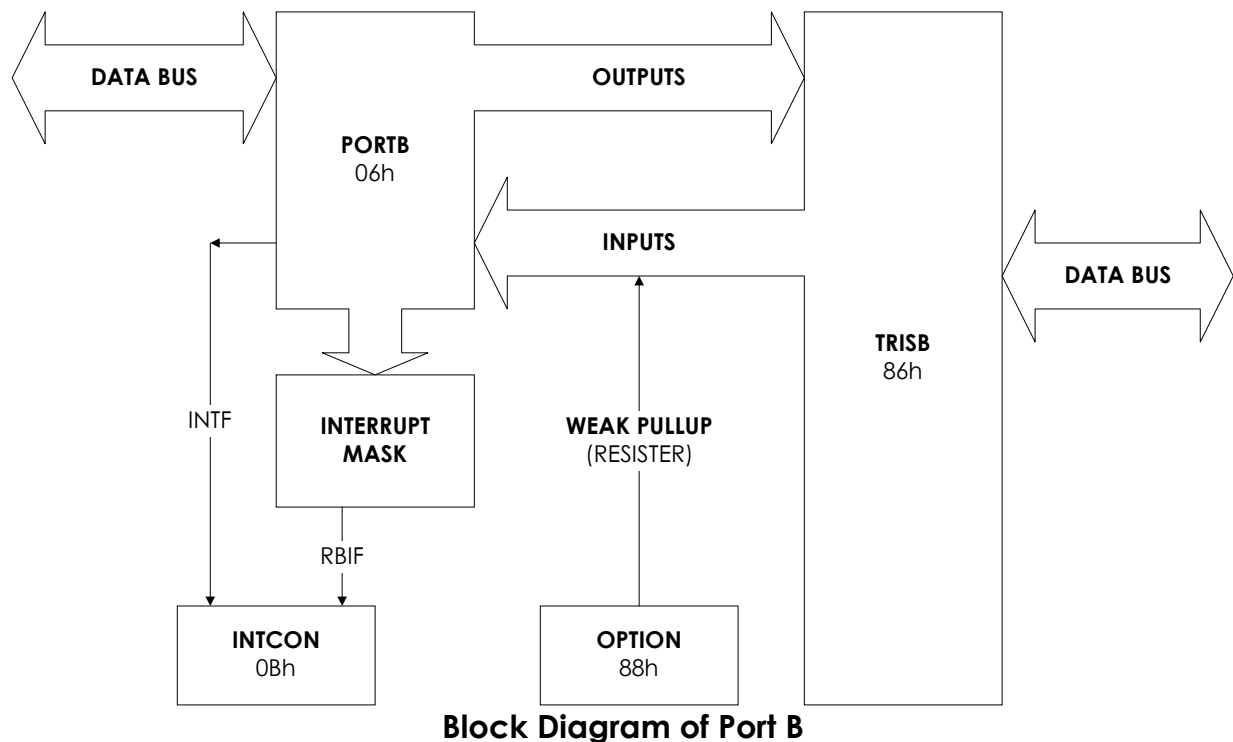 DATA BUS
OUTPUTS
PORTB
06h
INPUTS
DATA BUS
TRISB
86h
INTF
INTERRUPT
MASK
WEAK PULLUP
(RESISTER)
RBIF
INTCON
0Bh
OPTION
88h
Block Diagram of Port B